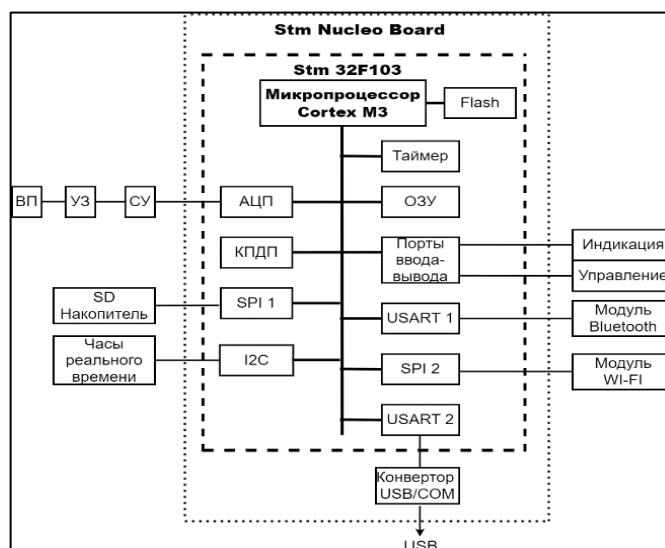 Stm Nucleo Board
Stm 32F103
Микропроцессор
Cortex M3
Flash
Таймер
ВП
УЗ
СУ
АЦП
ОЗУ
КПДП
Порты
ввода-
вывода
Индикация
Управление
SD
Накопитель
SPI 1
USART 1
Модуль
Bluetooth
Часы
реального
времени
I2C
SPI 2
Модуль
WI-FI
USART 2
Конвертор
USB/COM
USB